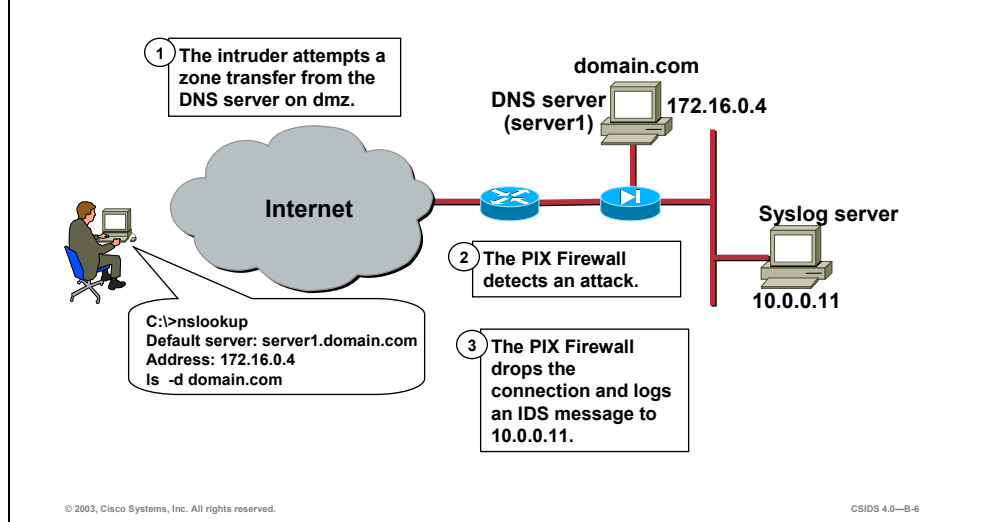 1
The intruder attempts a
zone transfer from the
DNS server on dmz.
domain.com
DNS server
(server1)
172.16.0.4
Internet
Syslog server
10.0.0.11
2
The PIX Firewall
detects an attack.
C:\>nslookup
Default server: server1.domain.com
Address: 172.16.0.4
ls -d domain.com
3
The PIX Firewall
drops the
connection and logs
an IDS message to
10.0.0.11.
© 2003, Cisco Systems, Inc. All rights reserved.
CSIDS 4.0—B-6